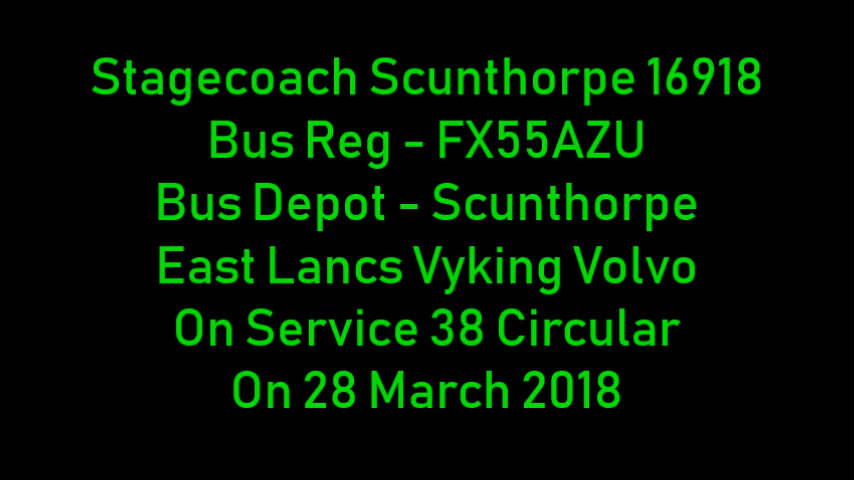 Stagecoach Scunthorpe 16918
Bus Reg - FX55AZU
Bus Depot - Scunthorpe
East Lancs Vyking Volvo
On Service 38 Circular
On 28 March 2018